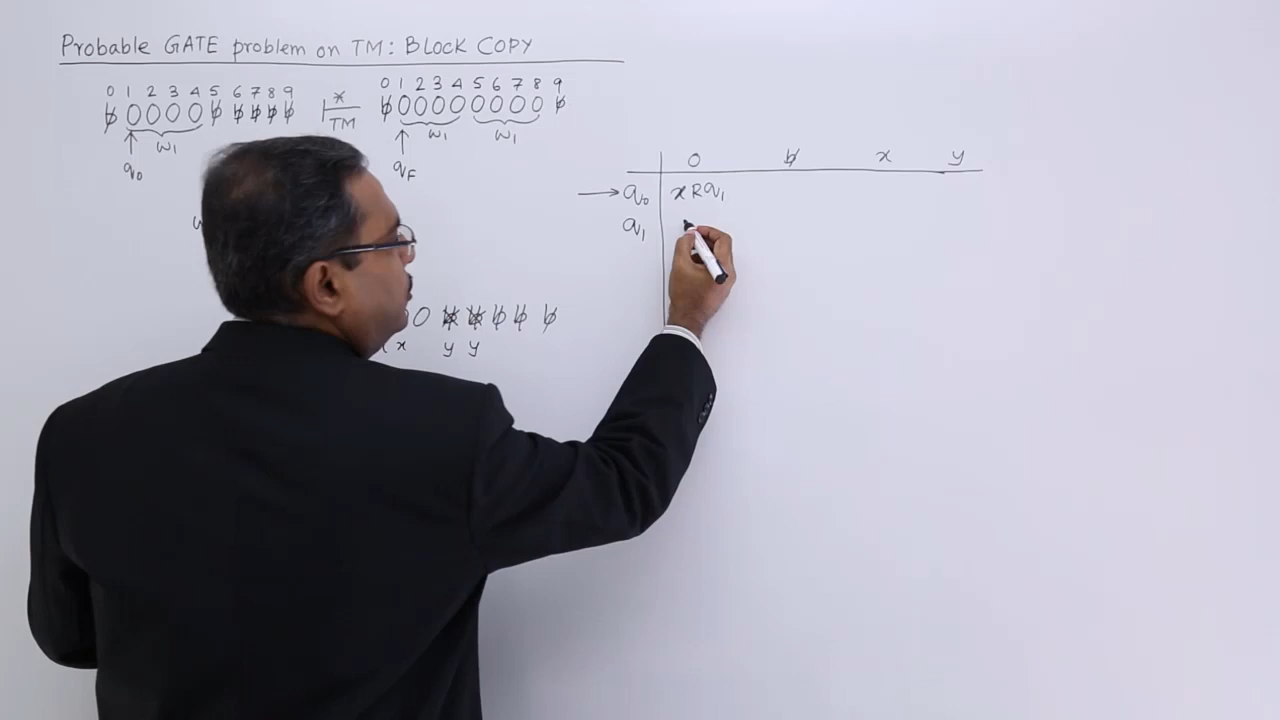 Probable GATE problem on TM: BLOCK COPY
0 1 2 3 4 5 6 7 8 9
ƀ 0 0 0 0 ƀ ƀ ƀ ƀ ƀ
w₁
q₀
* TM
0 1 2 3 4 5 6 7 8 9
ƀ 0 0 0 0 0 0 0 0 ƀ
w₁ w₁
q_F
0 ƀ ƀ ƀ ƀ ƀ
x y y
0 ƀ x y
→ q₀ x R q₁
q₁